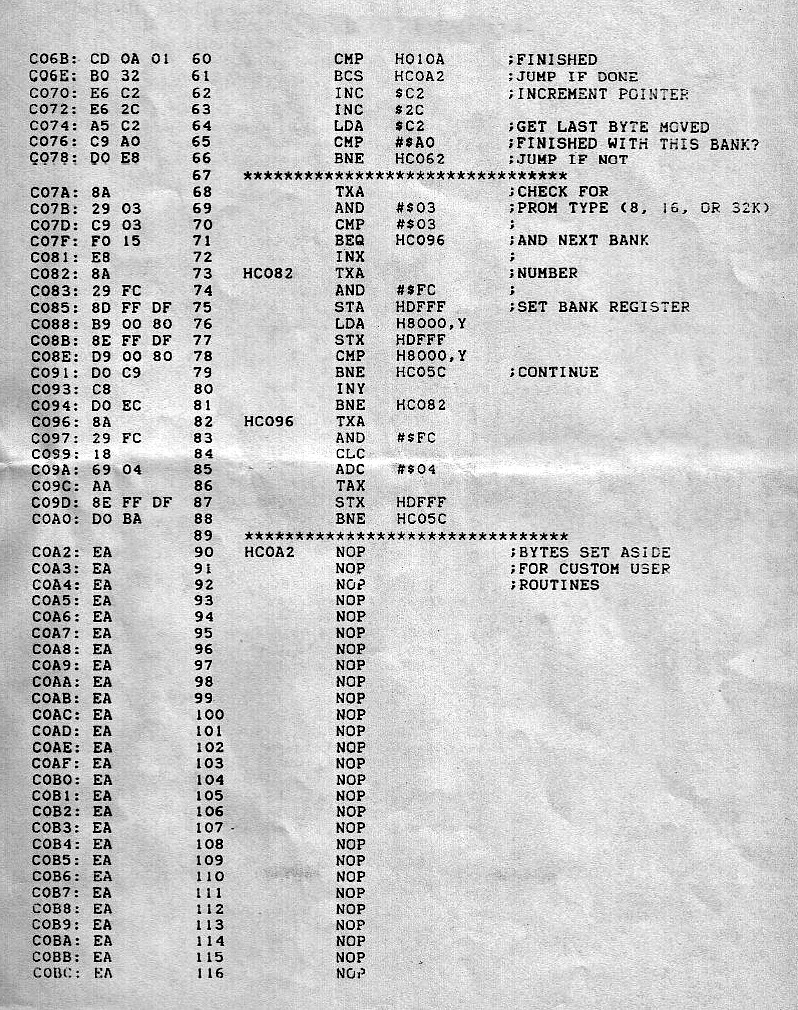 C06B: CD 0A 01 60 CMP H010A ;FINISHED
C06E: B0 32 61 BCS HC0A2 ;JUMP IF DONE
C070: E6 C2 62 INC $C2 ;INCREMENT POINTER
C072: E6 2C 63 INC $2C
C074: A5 C2 64 LDA $C2 ;GET LAST BYTE MOVED
C076: C9 A0 65 CMP #$A0 ;FINISHED WITH THIS BANK?
C078: D0 E8 66 BNE HC062 ;JUMP IF NOT
67 ********************************
C07A: 8A 68 TXA ;CHECK FOR
C07B: 29 03 69 AND #$03 ;PROM TYPE (8, 16, OR 32K)
C07D: C9 03 70 CMP #$03 ;
C07F: F0 15 71 BEQ HC096 ;AND NEXT BANK
C081: E8 72 INX ;
C082: 8A 73 HC082 TXA ;NUMBER
C083: 29 FC 74 AND #$FC ;
C085: 8D FF DF 75 STA HDFFF ;SET BANK REGISTER
C088: B9 00 80 76 LDA H8000,Y
C08B: 8E FF DF 77 STX HDFFF
C08E: D9 00 80 78 CMP H8000,Y
C091: D0 C9 79 BNE HC05C ;CONTINUE
C093: C8 80 INY
C094: D0 EC 81 BNE HC082
C096: 8A 82 HC096 TXA
C097: 29 FC 83 AND #$FC
C099: 18 84 CLC
C09A: 69 04 85 ADC #$04
C09C: AA 86 TAX
C09D: 8E FF DF 87 STX HDFFF
C0A0: D0 BA 88 BNE HC05C
89 ********************************
C0A2: EA 90 HC0A2 NOP ;BYTES SET ASIDE
C0A3: EA 91 NOP ;FOR CUSTOM USER
C0A4: EA 92 NOP ;ROUTINES
C0A5: EA 93 NOP
C0A6: EA 94 NOP
C0A7: EA 95 NOP
C0A8: EA 96 NOP
C0A9: EA 97 NOP
C0AA: EA 98 NOP
C0AB: EA 99 NOP
C0AC: EA 100 NOP
C0AD: EA 101 NOP
C0AE: EA 102 NOP
C0AF: EA 103 NOP
C0B0: EA 104 NOP
C0B1: EA 105 NOP
C0B2: EA 106 NOP
C0B3: EA 107 NOP
C0B4: EA 108 NOP
C0B5: EA 109 NOP
C0B6: EA 110 NOP
C0B7: EA 111 NOP
C0B8: EA 112 NOP
C0B9: EA 113 NOP
C0BA: EA 114 NOP
C0BB: EA 115 NOP
C0BC: EA 116 NOP